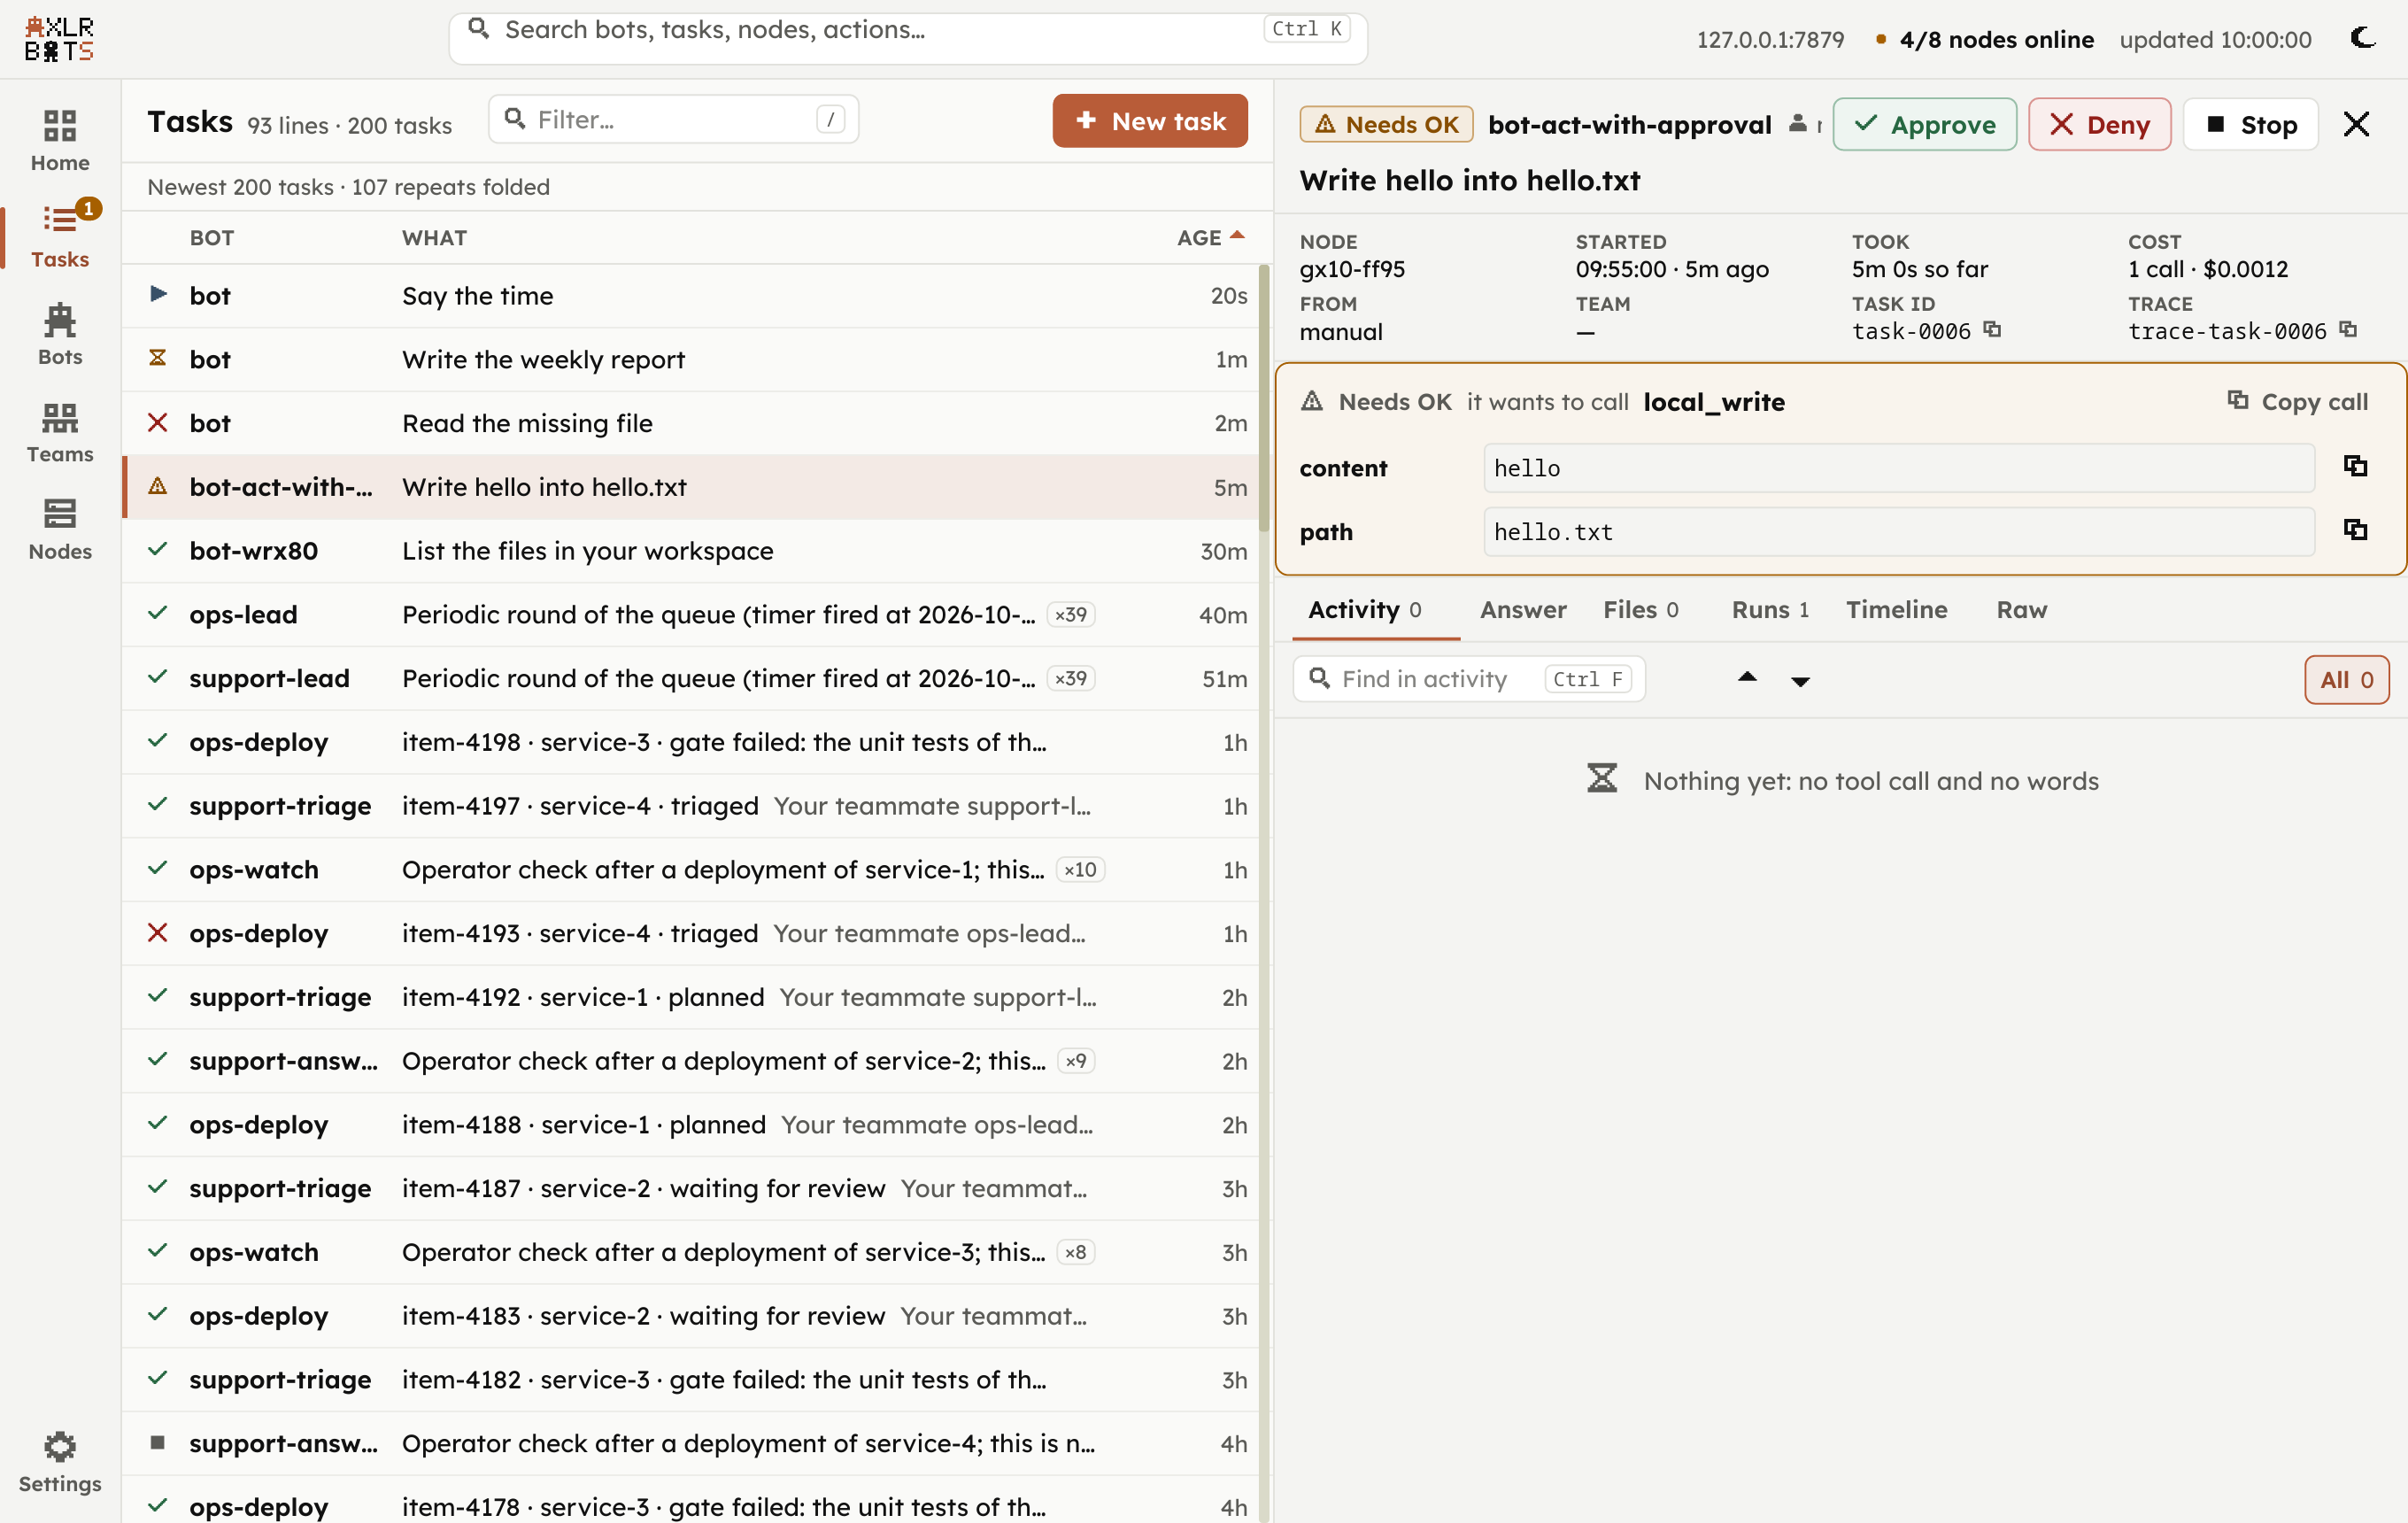 AXLR BOTS
Search bots, tasks, nodes, actions... Ctrl K
127.0.0.1:7879 4/8 nodes online updated 10:00:00
Home
Tasks 1
Bots
Teams
Nodes
Settings
Tasks 93 lines · 200 tasks Filter... / + New task
Newest 200 tasks · 107 repeats folded
BOT WHAT AGE
bot Say the time 20s
bot Write the weekly report 1m
bot Read the missing file 2m
bot-act-with-... Write hello into hello.txt 5m
bot-wrx80 List the files in your workspace 30m
ops-lead Periodic round of the queue (timer fired at 2026-10-... ×39 40m
support-lead Periodic round of the queue (timer fired at 2026-10-... ×39 51m
ops-deploy item-4198 · service-3 · gate failed: the unit tests of th... 1h
support-triage item-4197 · service-4 · triaged Your teammate support-l... 1h
ops-watch Operator check after a deployment of service-1; this... ×10 1h
ops-deploy item-4193 · service-4 · triaged Your teammate ops-lead... 1h
support-triage item-4192 · service-1 · planned Your teammate support-l... 2h
support-answ... Operator check after a deployment of service-2; this... ×9 2h
ops-deploy item-4188 · service-1 · planned Your teammate ops-lead... 2h
support-triage item-4187 · service-2 · waiting for review Your teammat... 3h
ops-watch Operator check after a deployment of service-3; this... ×8 3h
ops-deploy item-4183 · service-2 · waiting for review Your teammat... 3h
support-triage item-4182 · service-3 · gate failed: the unit tests of th... 3h
support-answ... Operator check after a deployment of service-4; this is n... 4h
ops-deploy item-4178 · service-3 · gate failed: the unit tests of th... 4h
Needs OK bot-act-with-approval Approve Deny Stop
Write hello into hello.txt
NODE STARTED TOOK COST
gx10-ff95 09:55:00 · 5m ago 5m 0s so far 1 call · $0.0012
FROM TEAM TASK ID TRACE
manual — task-0006 trace-task-0006
Needs OK it wants to call local_write Copy call
content hello
path hello.txt
Activity 0 Answer Files 0 Runs 1 Timeline Raw
Find in activity Ctrl F All 0
Nothing yet: no tool call and no words